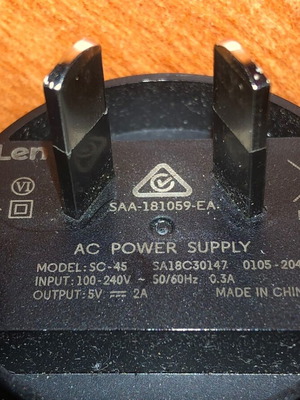 Len
VI
SAA-181059-EA
AC POWER SUPPLY
MODEL: SC-45 SA18C30147 0105-204
INPUT: 100-240V ~ 50/60Hz 0.3A
OUTPUT: 5V ⎓ 2A MADE IN CHIN